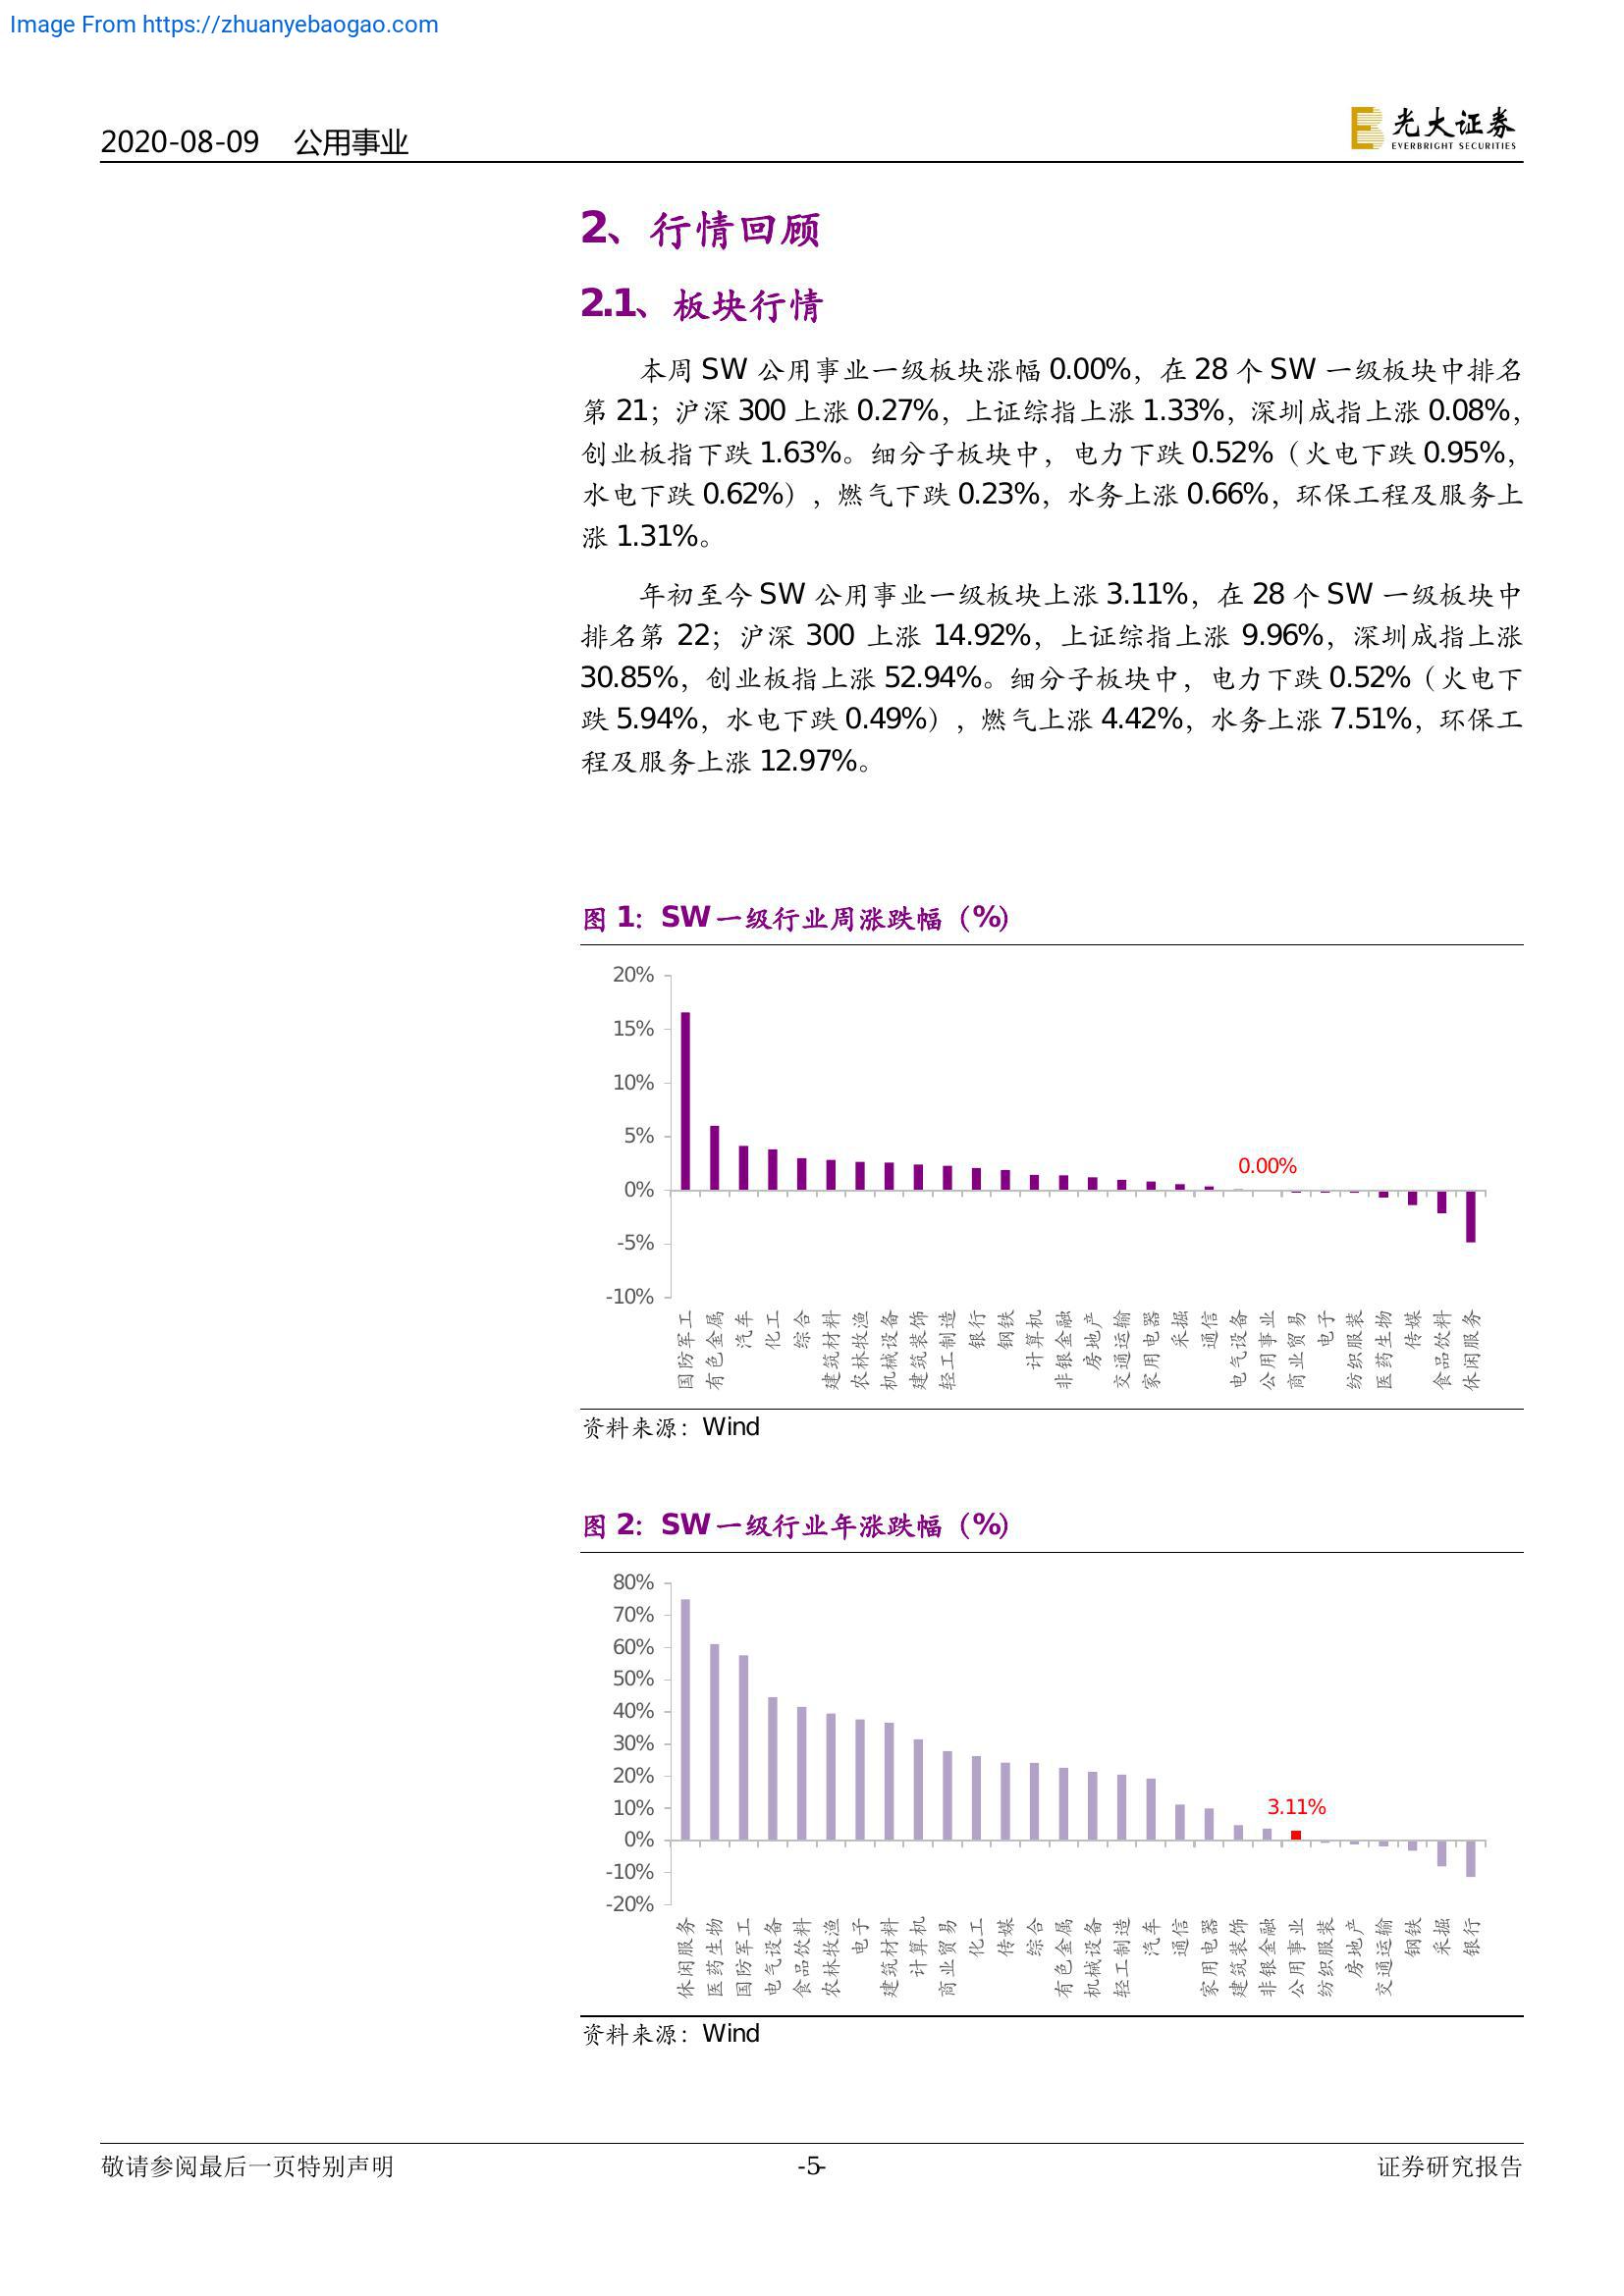 Image From https://zhuanyebaogao.com
2020-08-09 公用事业
光大证券
EVERBRIGHT SECURITIES
2、行情回顾
2.1、板块行情
本周 SW 公用事业一级板块涨幅 0.00%，在 28 个 SW 一级板块中排名
第 21；沪深 300 上涨 0.27%，上证综指上涨 1.33%，深圳成指上涨 0.08%，
创业板指下跌 1.63%。细分子板块中，电力下跌 0.52%（火电下跌 0.95%，
水电下跌 0.62%），燃气下跌 0.23%，水务上涨 0.66%，环保工程及服务上
涨 1.31%。
年初至今 SW 公用事业一级板块上涨 3.11%，在 28 个 SW 一级板块中
排名第 22；沪深 300 上涨 14.92%，上证综指上涨 9.96%，深圳成指上涨
30.85%，创业板指上涨 52.94%。细分子板块中，电力下跌 0.52%（火电下
跌 5.94%，水电下跌 0.49%），燃气上涨 4.42%，水务上涨 7.51%，环保工
程及服务上涨 12.97%。
图 1：SW 一级行业周涨跌幅（%）
20%
15%
10%
5%
0%
-5%
-10%
0.00%
国防军工
有色金属
汽车
化工
综合
建筑材料
农林牧渔
机械设备
建筑装饰
轻工制造
银行
钢铁
计算机
非银金融
房地产
交通运输
家用电器
采掘
通信
电气设备
公用事业
商业贸易
电子
纺织服装
医药生物
传媒
食品饮料
休闲服务
资料来源：Wind
图 2：SW 一级行业年涨跌幅（%）
80%
70%
60%
50%
40%
30%
20%
10%
0%
-10%
-20%
3.11%
休闲服务
医药生物
国防军工
电气设备
食品饮料
农林牧渔
电子
建筑材料
计算机
商业贸易
化工
传媒
综合
有色金属
机械设备
轻工制造
汽车
通信
家用电器
建筑装饰
非银金融
公用事业
纺织服装
房地产
交通运输
钢铁
采掘
银行
资料来源：Wind
敬请参阅最后一页特别声明
-5-
证券研究报告